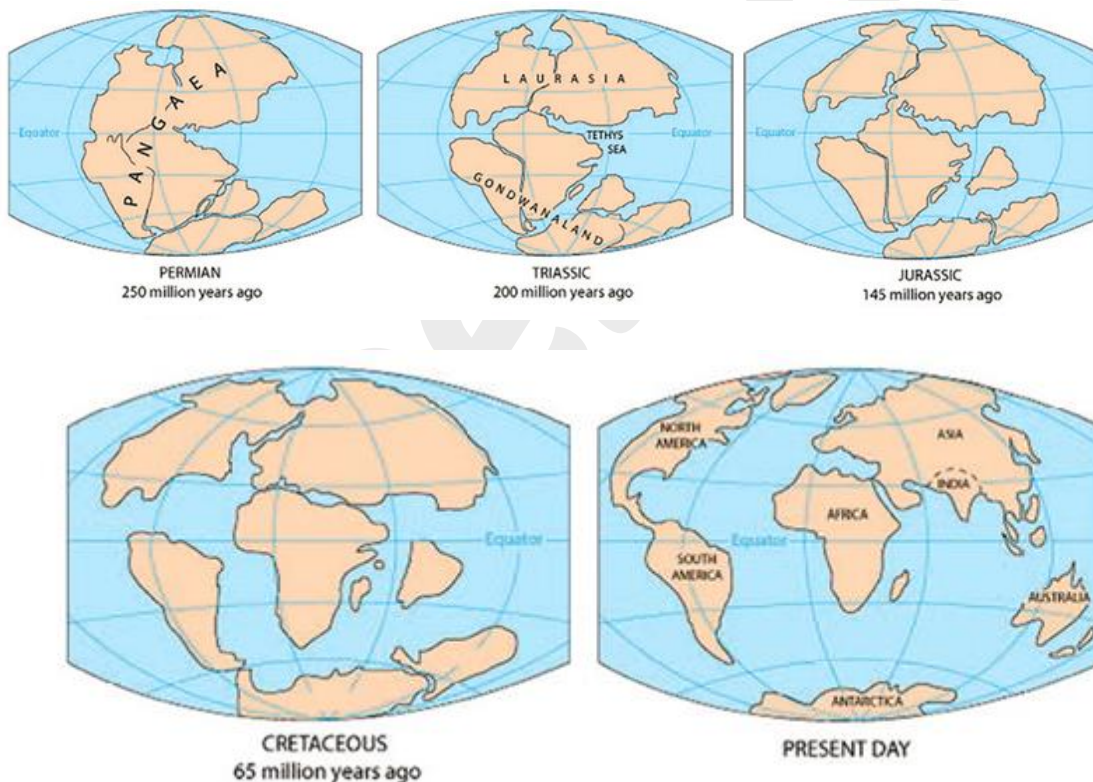 PANGAEA
Equator
PERMIAN
250 million years ago
LAURASIA
TETHYS
SEA
Equator
GONDWANALAND
TRIASSIC
200 million years ago
Equator
JURASSIC
145 million years ago
Equator
CRETACEOUS
65 million years ago
NORTH
AMERICA
ASIA
INDIA
AFRICA
Equator
SOUTH
AMERICA
AUSTRALIA
ANTARCTICA
PRESENT DAY